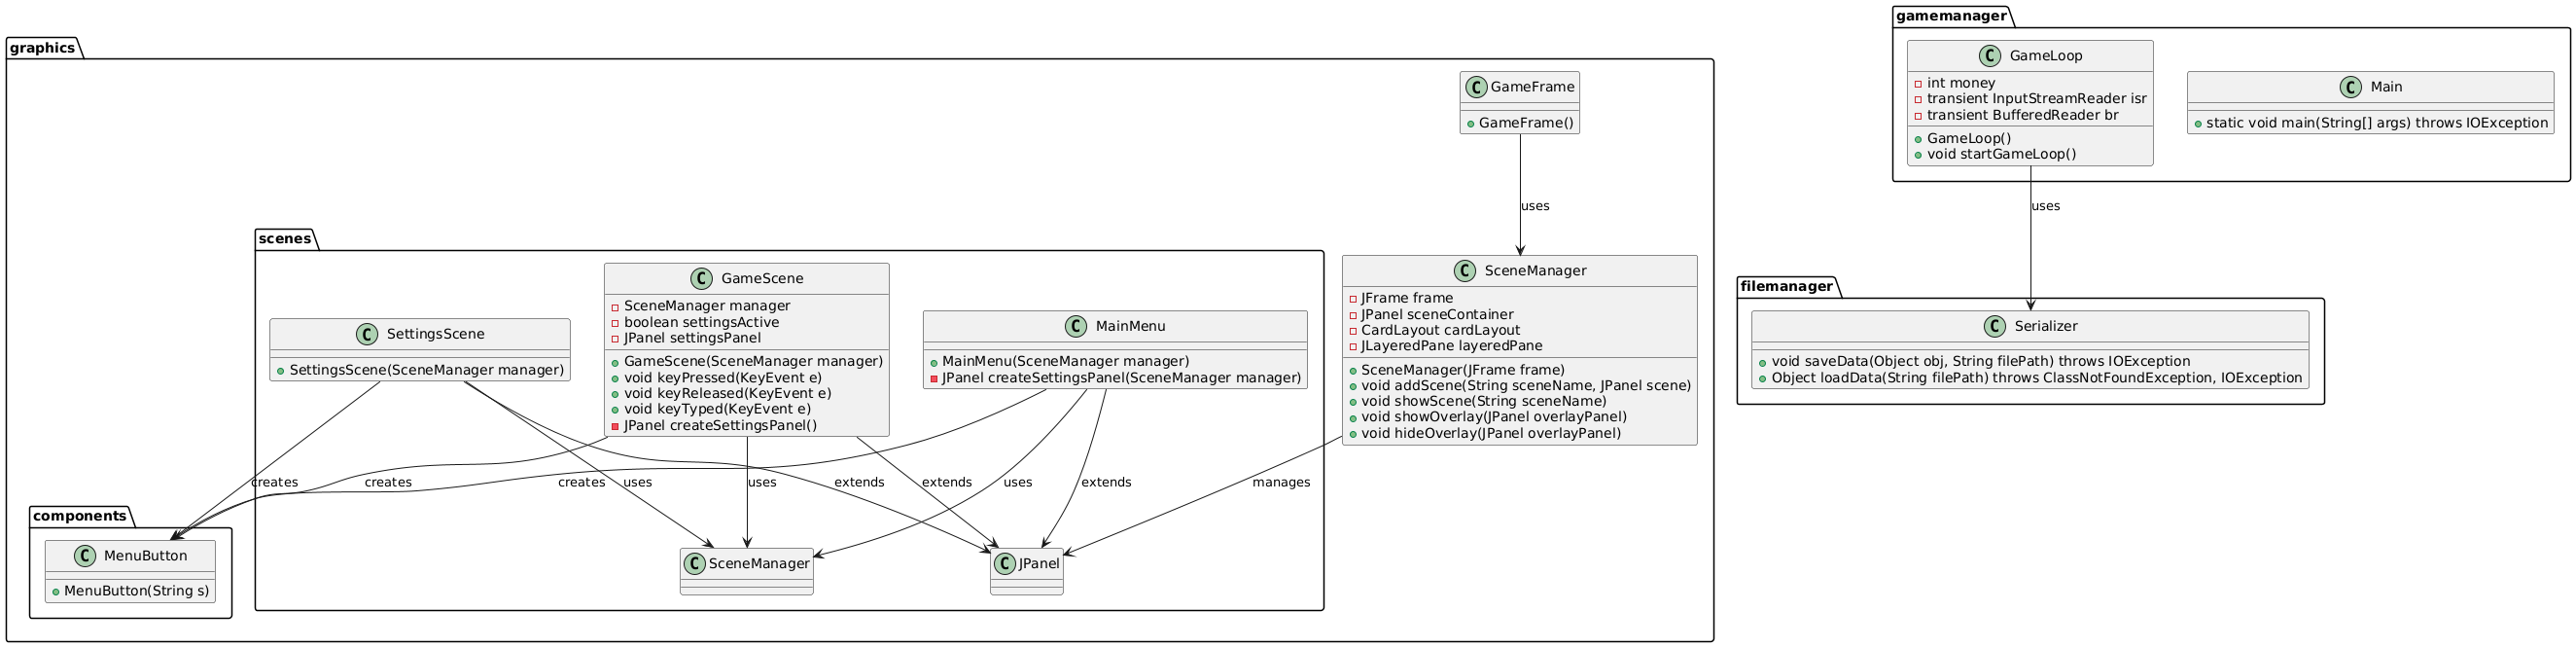 graphics
GameFrame
GameFrame()
uses
scenes
SettingsScene
SettingsScene(SceneManager manager)
GameScene
SceneManager manager
boolean settingsActive
JPanel settingsPanel
GameScene(SceneManager manager)
void keyPressed(KeyEvent e)
void keyReleased(KeyEvent e)
void keyTyped(KeyEvent e)
JPanel createSettingsPanel()
MainMenu
MainMenu(SceneManager manager)
JPanel createSettingsPanel(SceneManager manager)
SceneManager
JFrame frame
JPanel sceneContainer
CardLayout cardLayout
JLayeredPane layeredPane
SceneManager(JFrame frame)
void addScene(String sceneName, JPanel scene)
void showScene(String sceneName)
void showOverlay(JPanel overlayPanel)
void hideOverlay(JPanel overlayPanel)
creates
creates
creates
uses
uses
extends
extends
uses
extends
manages
components
MenuButton
MenuButton(String s)
SceneManager
JPanel
gamemanager
GameLoop
int money
transient InputStreamReader isr
transient BufferedReader br
GameLoop()
void startGameLoop()
Main
static void main(String[] args) throws IOException
uses
filemanager
Serializer
void saveData(Object obj, String filePath) throws IOException
Object loadData(String filePath) throws ClassNotFoundException, IOException